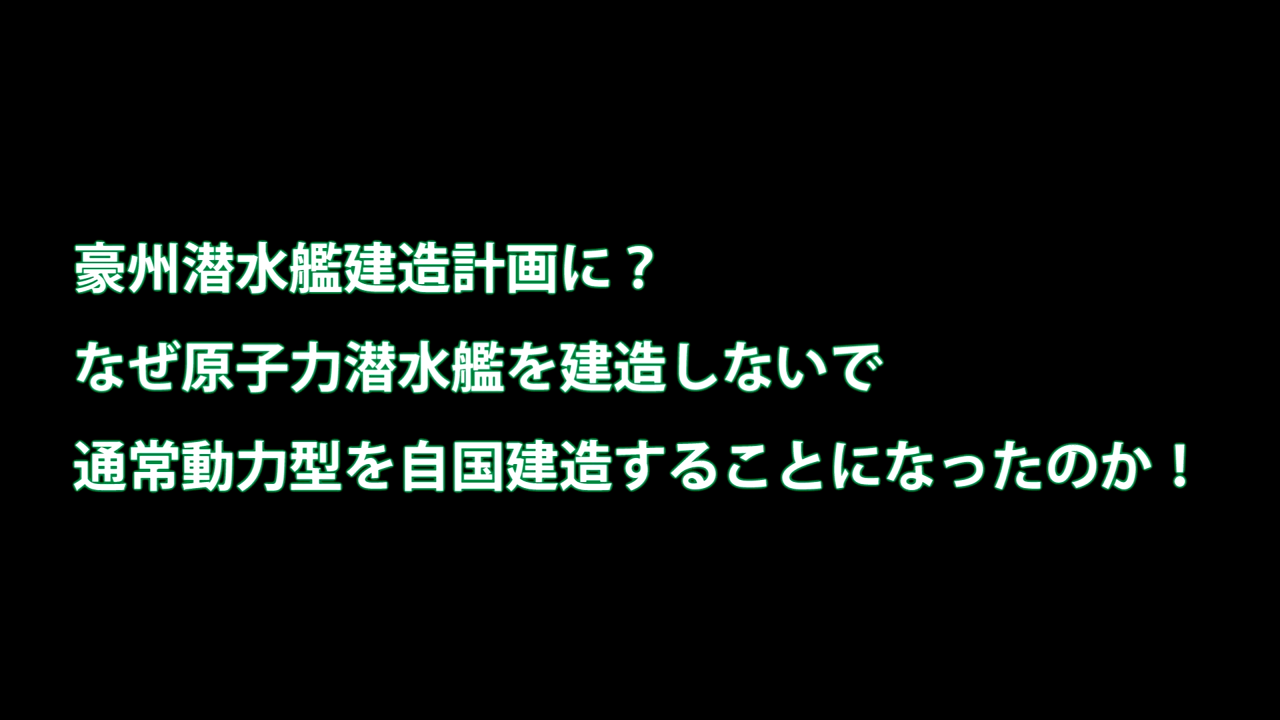 豪州潜水艦建造計画に？
なぜ原子力潜水艦を建造しないで
通常動力型を自国建造することになったのか！